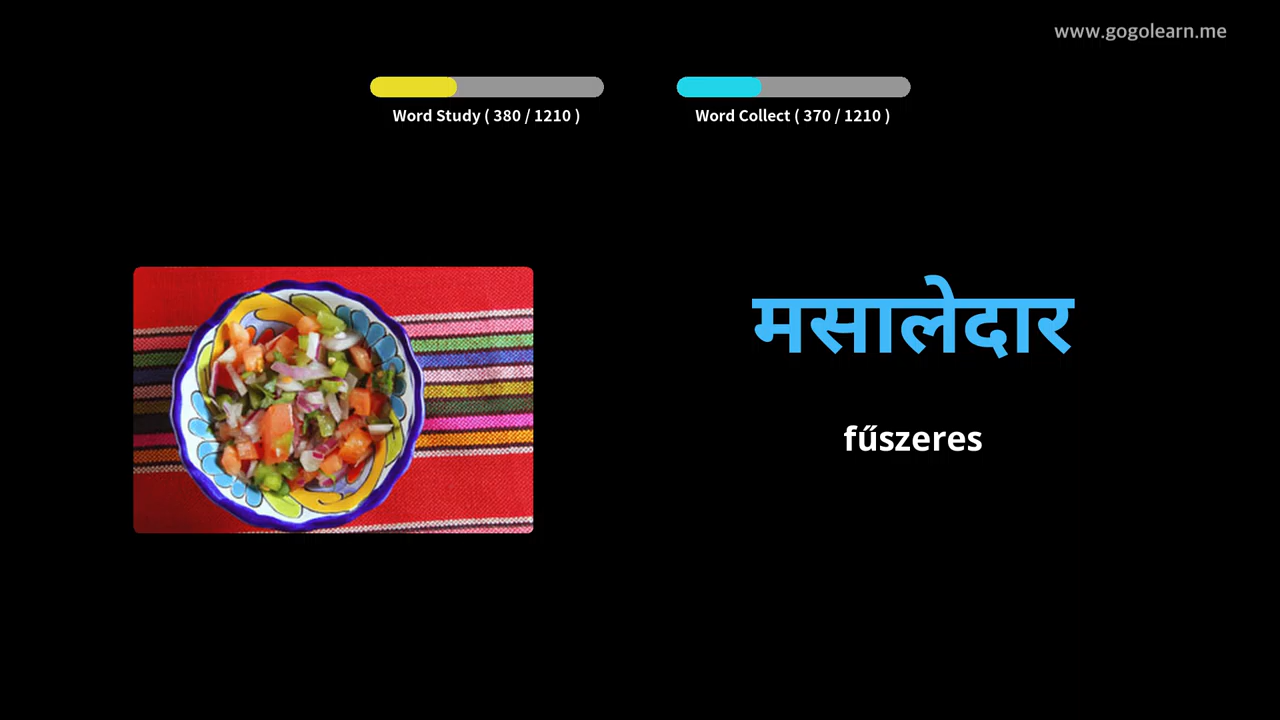 www.gogolearn.me
Word Study ( 380 / 1210 )
Word Collect ( 370 / 1210 )
मसालेदार
fűszeres